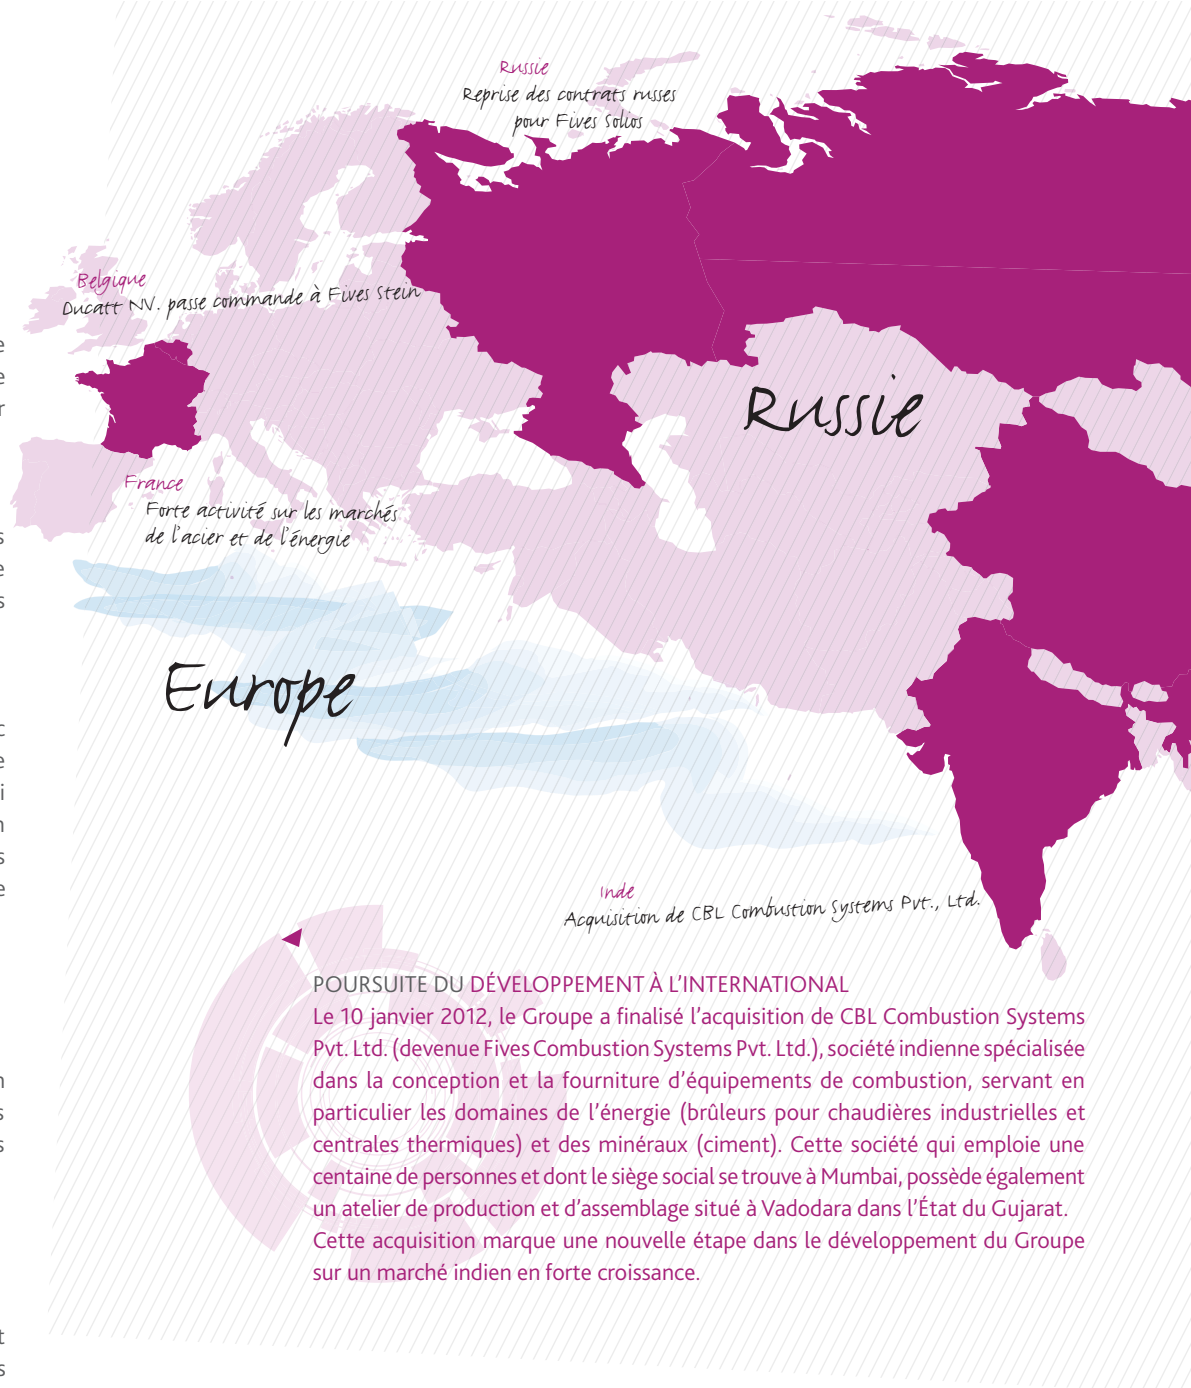 Russie
Reprise des contrats russes
pour Fives Solios
Belgique
Ducatt NV. passe commande à Fives Stein
Russie
France
Forte activité sur les marchés
de l'acier et de l'énergie
Europe
Inde
Acquisition de CBL Combustion Systems Pvt., Ltd.
POURSUITE DU DÉVELOPPEMENT À L'INTERNATIONAL
Le 10 janvier 2012, le Groupe a finalisé l'acquisition de CBL Combustion Systems
Pvt. Ltd. (devenue Fives Combustion Systems Pvt. Ltd.), société indienne spécialisée
dans la conception et la fourniture d'équipements de combustion, servant en
particulier les domaines de l'énergie (brûleurs pour chaudières industrielles et
centrales thermiques) et des minéraux (ciment). Cette société qui emploie une
centaine de personnes et dont le siège social se trouve à Mumbai, possède également
un atelier de production et d'assemblage situé à Vadodara dans l'État du Gujarat.
Cette acquisition marque une nouvelle étape dans le développement du Groupe
sur un marché indien en forte croissance.